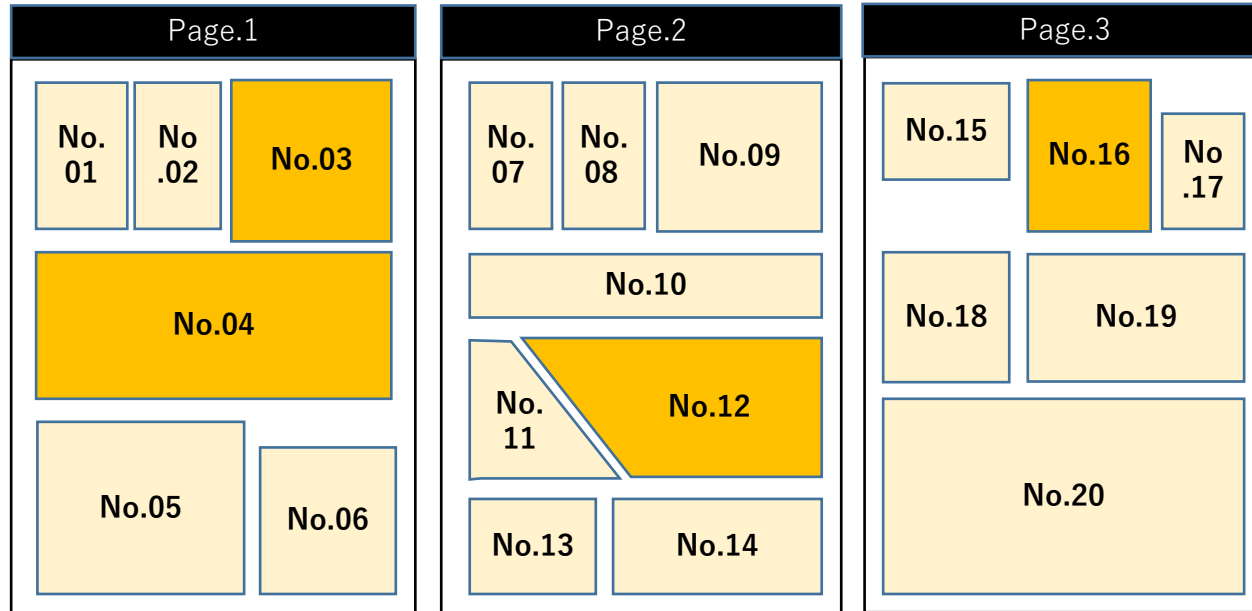 Page.1
No.
01
No
.02
No.03
No.04
No.05
No.06
Page.2
No.
07
No.
08
No.09
No.10
No.
11
No.12
No.13
No.14
Page.3
No.15
No.16
No
.17
No.18
No.19
No.20